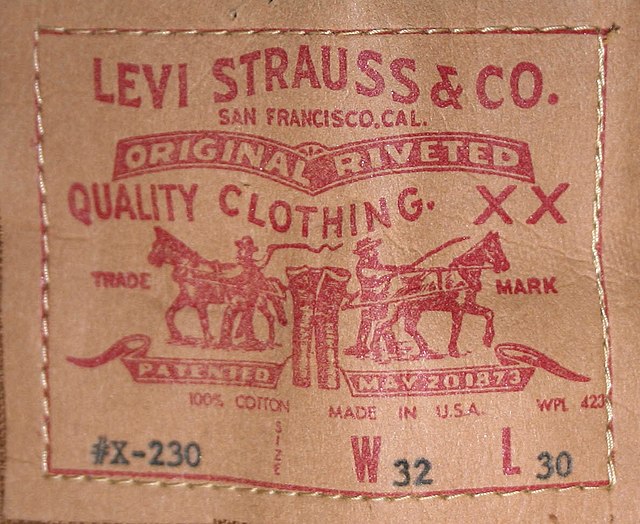 LEVI STRAUSS & CO.
SAN FRANCISCO, CAL.
ORIGINAL RIVETED
QUALITY CLOTHING. XX
TRADE MARK
PATENTED MAY 20 1873
100% COTTON MADE IN U.S.A. WPL 423
#X-230 SIZE W 32 L 30